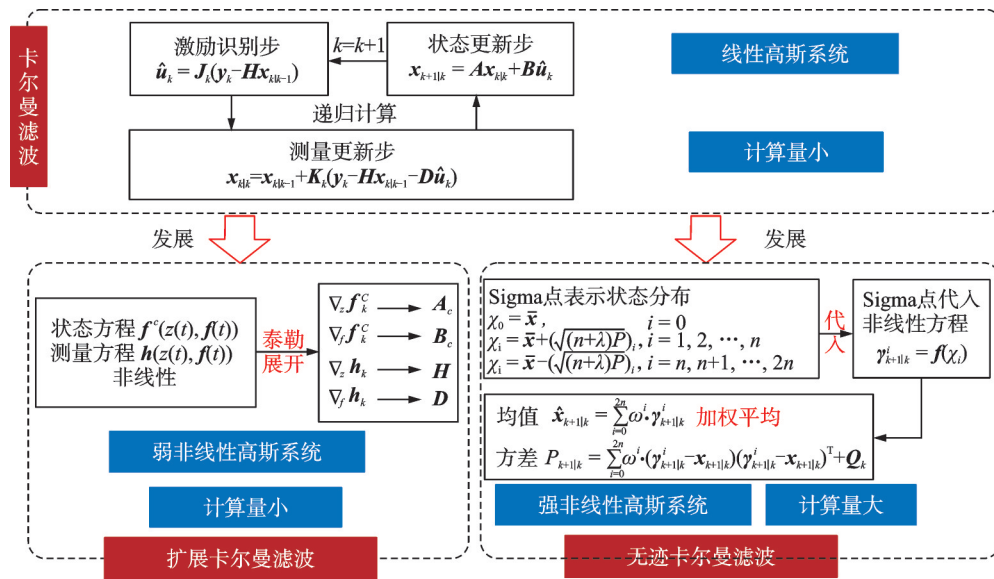 卡尔曼滤波
激励识别步
û_k = J_k(y_k−Hx_{k|k−1})
k=k+1
状态更新步
x_{k+1|k} = Ax_{k|k}+Bû_k
递归计算
测量更新步
x_{k|k}=x_{k|k−1}+K_k(y_k−Hx_{k|k−1}−Dû_k)
线性高斯系统
计算量小
发展
发展
状态方程 f^c(z(t), f(t))
测量方程 h(z(t), f(t))
非线性
泰勒
展开
∇_z f_k^C → A_c
∇_f f_k^C → B_c
∇_z h_k → H
∇_f h_k → D
弱非线性高斯系统
计算量小
扩展卡尔曼滤波
Sigma点表示状态分布
χ_0 = x̄, i = 0
χ_i = x̄+(√((n+λ)P))_i, i = 1, 2, …, n
χ_i = x̄−(√((n+λ)P))_i, i = n, n+1, …, 2n
代
入
Sigma点代入
非线性方程
γ^i_{k+1|k} = f(χ_i)
均值 x̂_{k+1|k} = ∑_{i=0}^{2n} ω^i·γ^i_{k+1|k} 加权平均
方差 P_{k+1|k} = ∑_{i=0}^{2n} ω^i·(γ^i_{k+1|k}−x_{k+1|k})(γ^i_{k+1|k}−x_{k+1|k})^T+Q_k
强非线性高斯系统
计算量大
无迹卡尔曼滤波